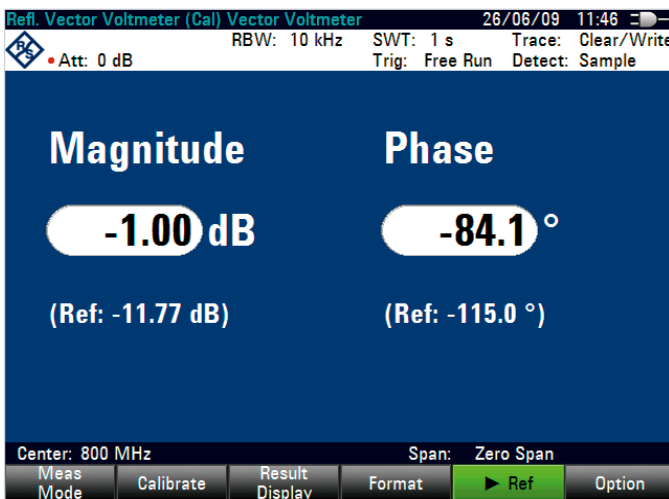 Refl. Vector Voltmeter (Cal) Vector Voltmeter 26/06/09 11:46
RBW: 10 kHz SWT: 1 s Trace: Clear/Write
• Att: 0 dB Trig: Free Run Detect: Sample
Magnitude Phase
-1.00 dB -84.1 °
(Ref: -11.77 dB) (Ref: -115.0 °)
Center: 800 MHz Span: Zero Span
Meas Mode Calibrate Result Display Format ► Ref Option